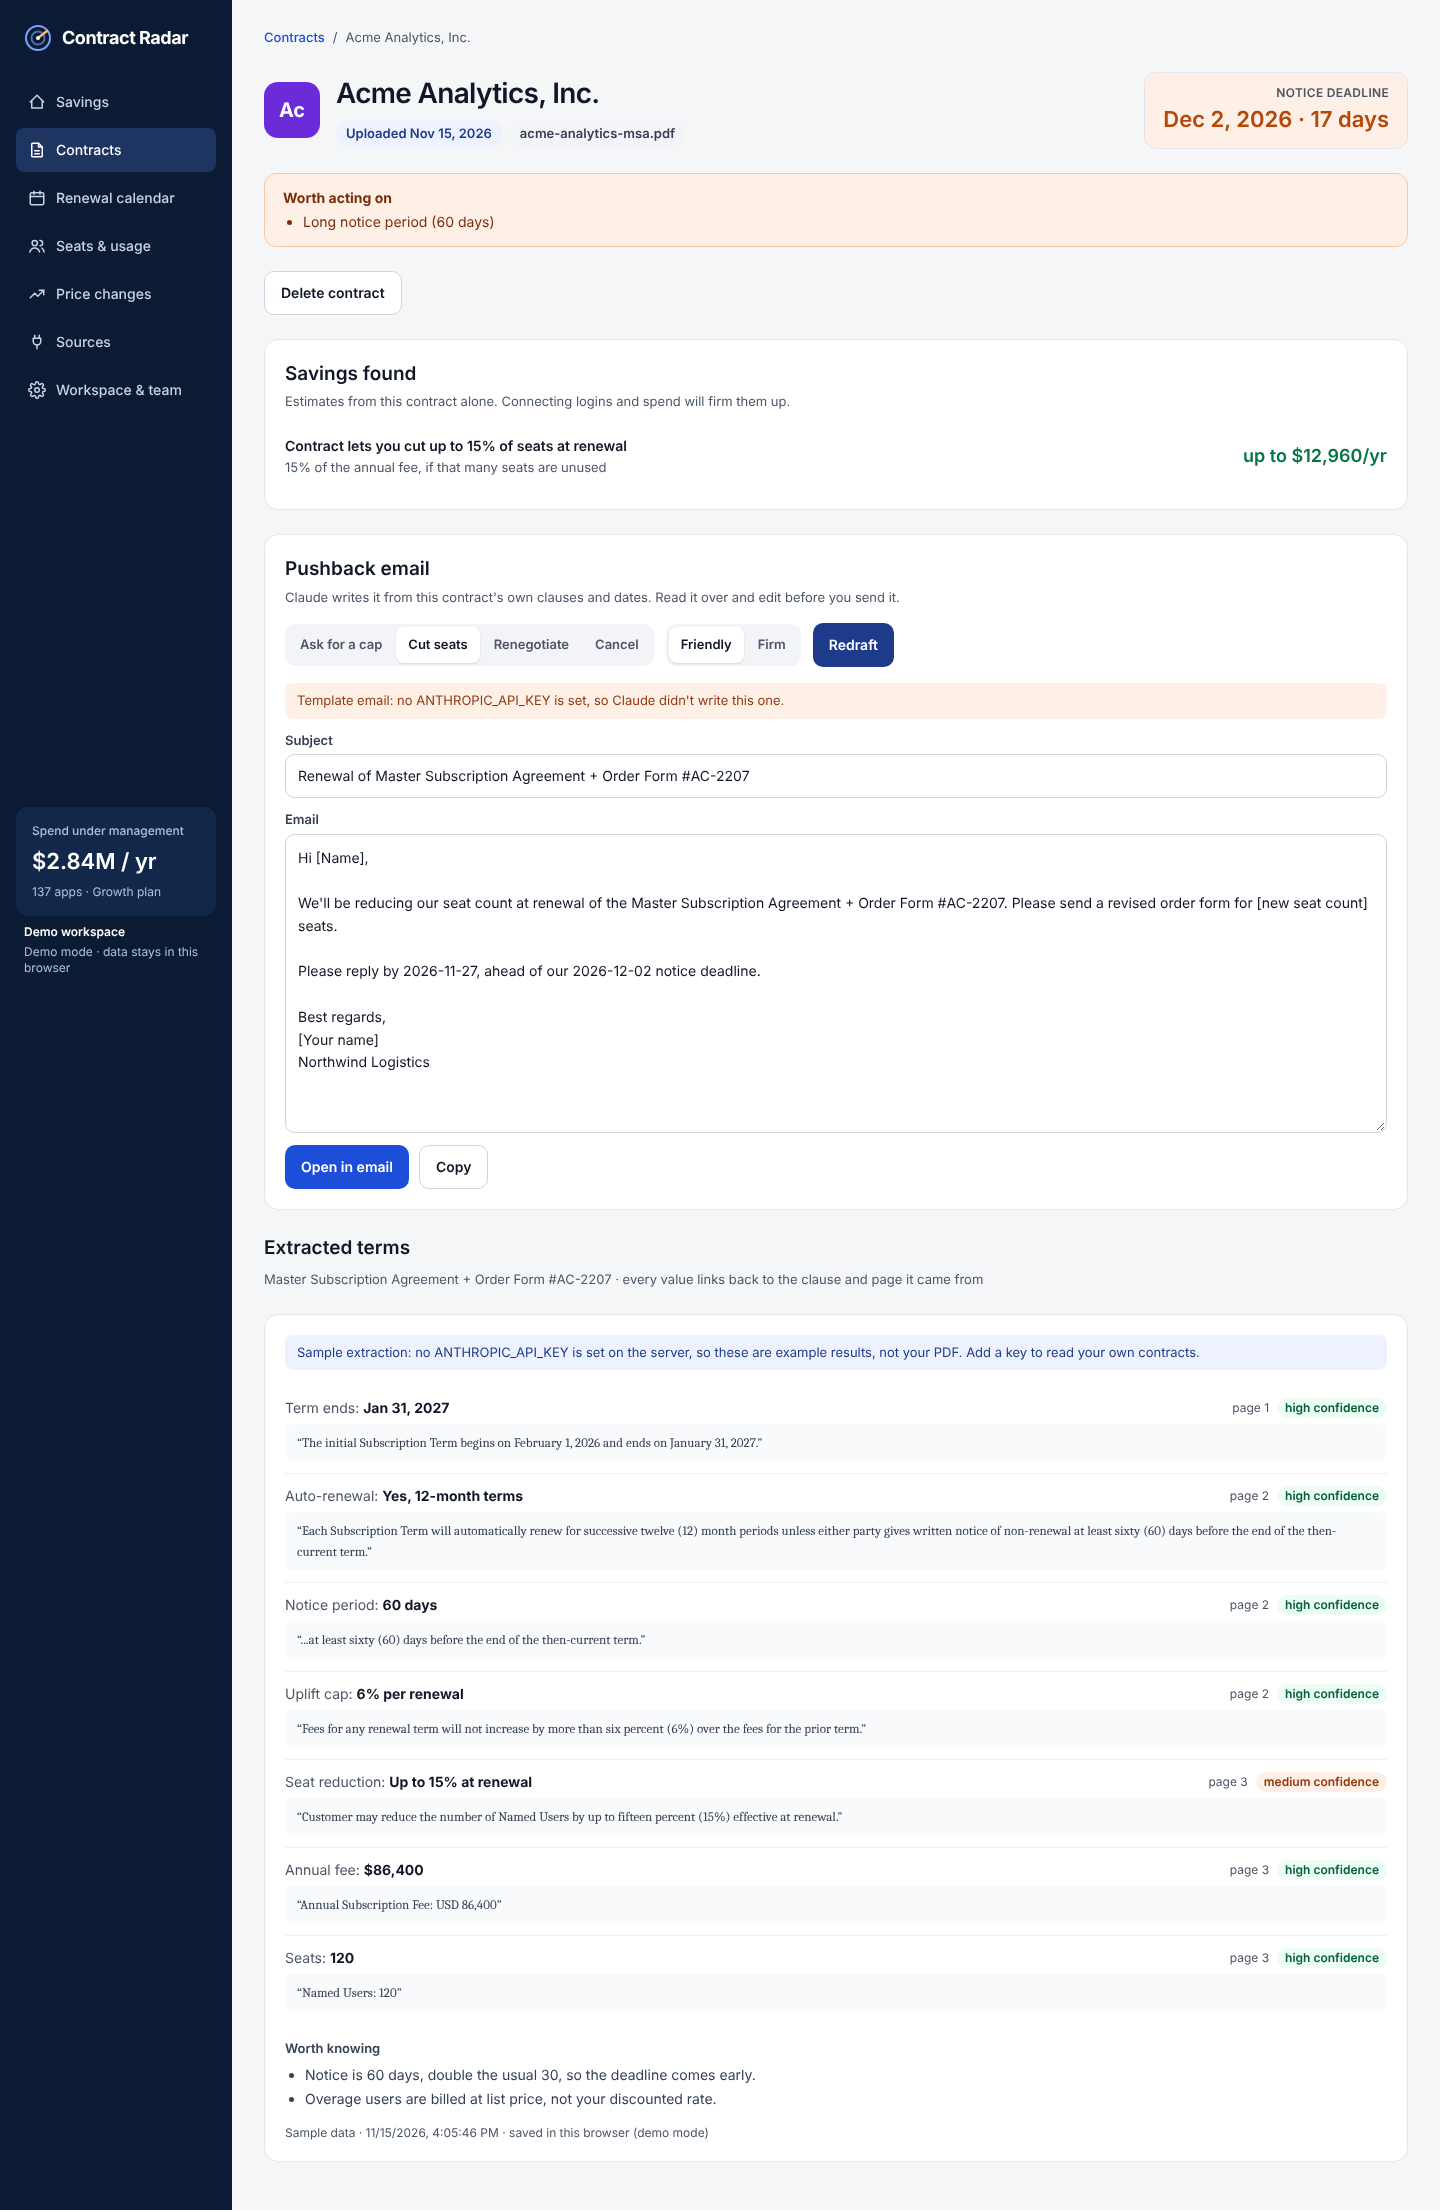 Contract Radar
Savings
Contracts
Renewal calendar
Seats & usage
Price changes
Sources
Workspace & team
Spend under management
$2.84M / yr
137 apps · Growth plan
Demo workspace
Demo mode · data stays in this
browser
Contracts / Acme Analytics, Inc.
Ac
Acme Analytics, Inc.
Uploaded Nov 15, 2026 acme-analytics-msa.pdf
NOTICE DEADLINE
Dec 2, 2026 · 17 days
Worth acting on
• Long notice period (60 days)
Delete contract
Savings found
Estimates from this contract alone. Connecting logins and spend will firm them up.
Contract lets you cut up to 15% of seats at renewal
15% of the annual fee, if that many seats are unused
up to $12,960/yr
Pushback email
Claude writes it from this contract's own clauses and dates. Read it over and edit before you send it.
Ask for a cap Cut seats Renegotiate Cancel Friendly Firm Redraft
Template email: no ANTHROPIC_API_KEY is set, so Claude didn't write this one.
Subject
Renewal of Master Subscription Agreement + Order Form #AC-2207
Email
Hi [Name],
We'll be reducing our seat count at renewal of the Master Subscription Agreement + Order Form #AC-2207. Please send a revised order form for [new seat count]
seats.
Please reply by 2026-11-27, ahead of our 2026-12-02 notice deadline.
Best regards,
[Your name]
Northwind Logistics
Open in email Copy
Extracted terms
Master Subscription Agreement + Order Form #AC-2207 · every value links back to the clause and page it came from
Sample extraction: no ANTHROPIC_API_KEY is set on the server, so these are example results, not your PDF. Add a key to read your own contracts.
Term ends: Jan 31, 2027 page 1 high confidence
“The initial Subscription Term begins on February 1, 2026 and ends on January 31, 2027.”
Auto-renewal: Yes, 12-month terms page 2 high confidence
“Each Subscription Term will automatically renew for successive twelve (12) month periods unless either party gives written notice of non-renewal at least sixty (60) days before the end of the then-
current term.”
Notice period: 60 days page 2 high confidence
“...at least sixty (60) days before the end of the then-current term.”
Uplift cap: 6% per renewal page 2 high confidence
“Fees for any renewal term will not increase by more than six percent (6%) over the fees for the prior term.”
Seat reduction: Up to 15% at renewal page 3 medium confidence
“Customer may reduce the number of Named Users by up to fifteen percent (15%) effective at renewal.”
Annual fee: $86,400 page 3 high confidence
“Annual Subscription Fee: USD 86,400”
Seats: 120 page 3 high confidence
“Named Users: 120”
Worth knowing
• Notice is 60 days, double the usual 30, so the deadline comes early.
• Overage users are billed at list price, not your discounted rate.
Sample data · 11/15/2026, 4:05:46 PM · saved in this browser (demo mode)